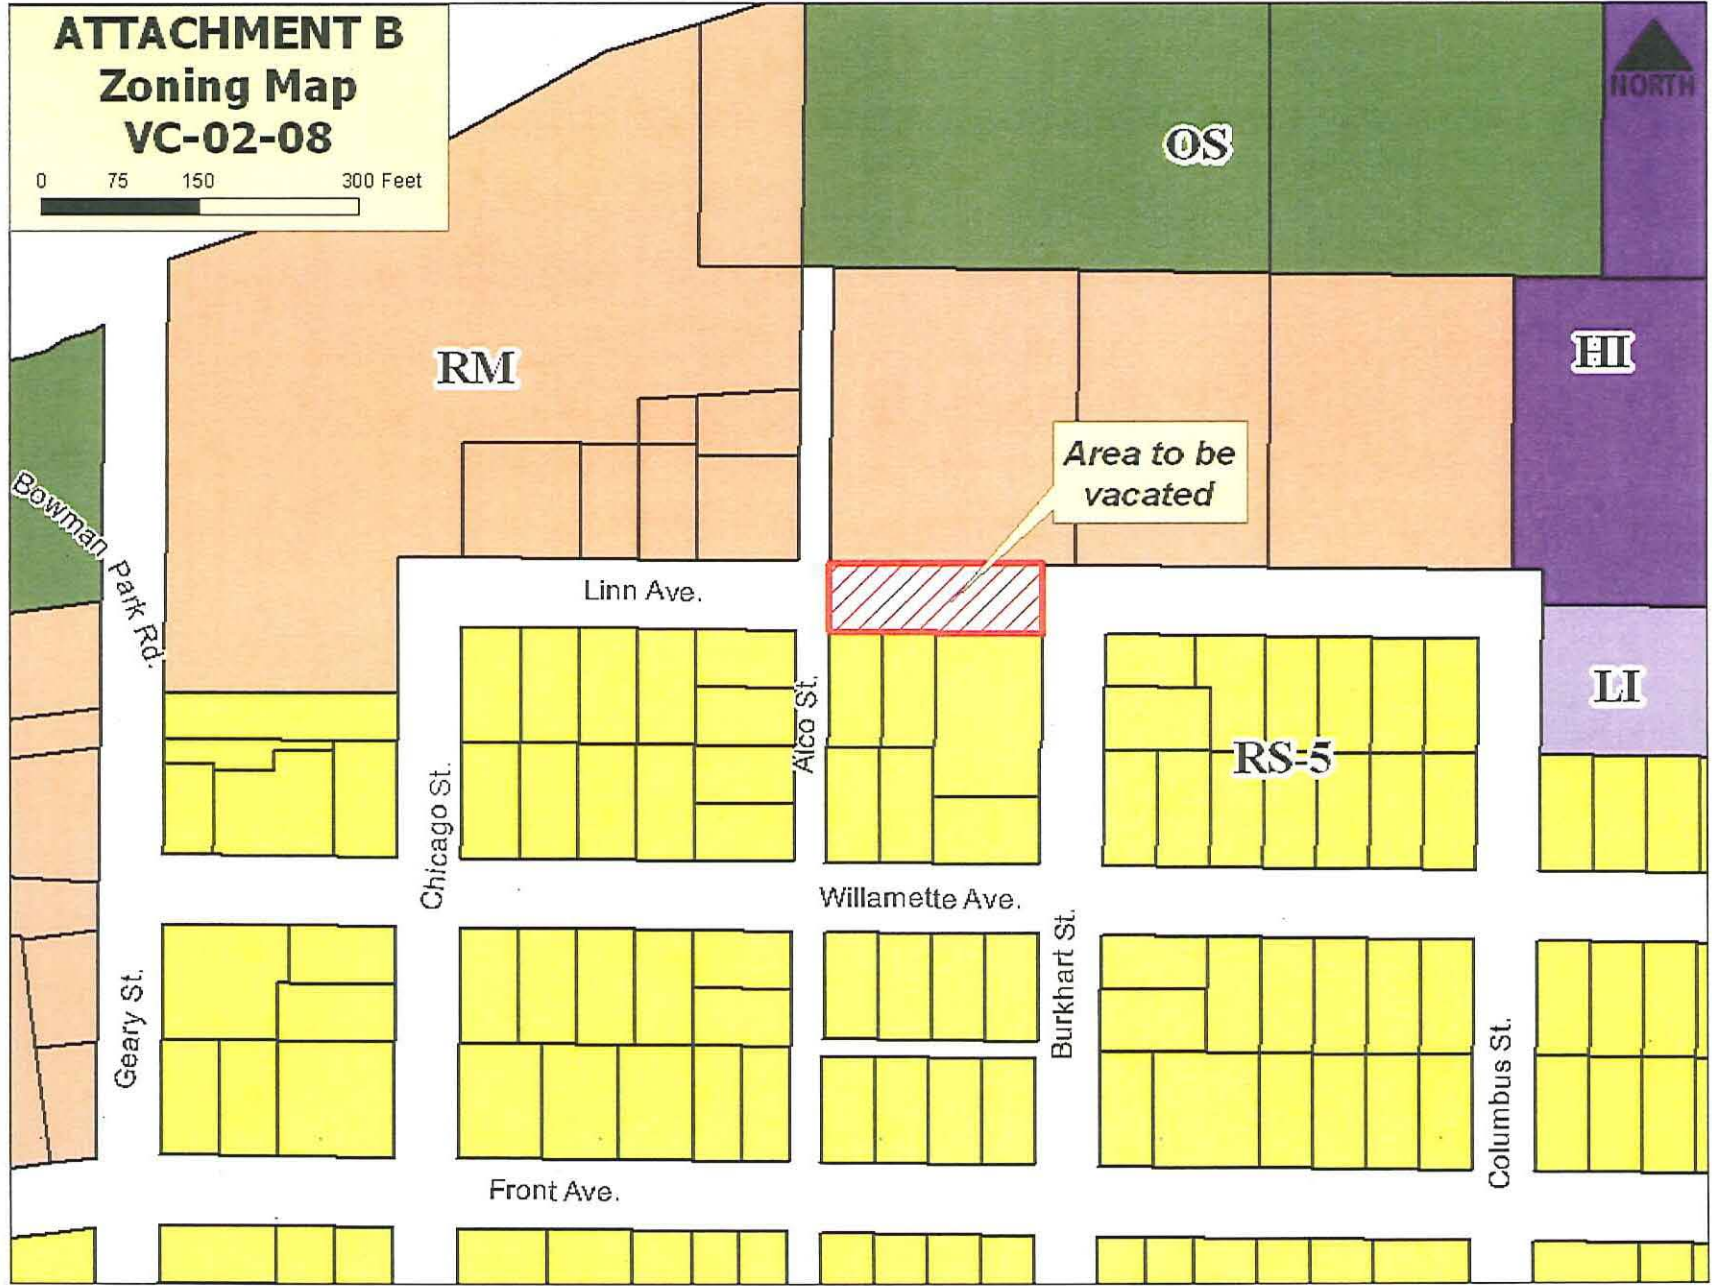 ATTACHMENT B
Zoning Map
VC-02-08
0 75 150 300 Feet
NORTH
OS
HI
RM
Area to be
vacated
Bowman Park Rd.
Linn Ave.
LI
Alco St.
RS-5
Chicago St.
Willamette Ave.
Burkhart St.
Geary St.
Columbus St.
Front Ave.